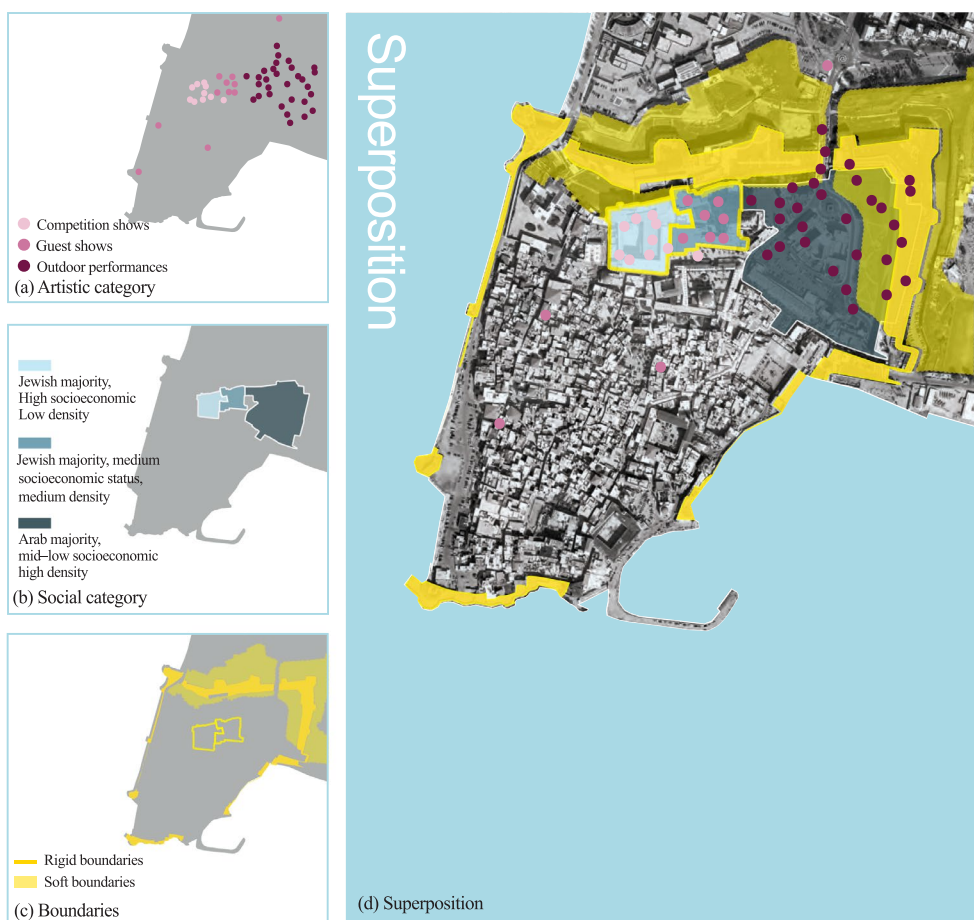 Competition shows
Guest shows
Outdoor performances
(a) Artistic category
Jewish majority,
High socioeconomic
Low density
Jewish majority, medium
socioeconomic status,
medium density
Arab majority,
mid–low socioeconomic
high density
(b) Social category
Rigid boundaries
Soft boundaries
(c) Boundaries
Superposition
(d) Superposition